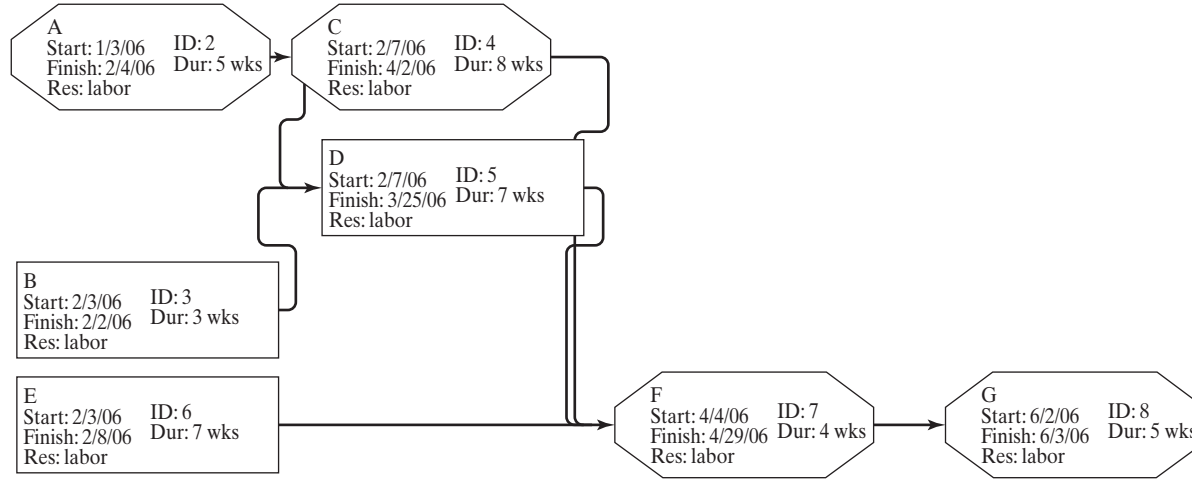 A
Start: 1/3/06 ID: 2
Finish: 2/4/06 Dur: 5 wks
Res: labor
C
Start: 2/7/06 ID: 4
Finish: 4/2/06 Dur: 8 wks
Res: labor
D
Start: 2/7/06 ID: 5
Finish: 3/25/06 Dur: 7 wks
Res: labor
B
Start: 2/3/06 ID: 3
Finish: 2/2/06 Dur: 3 wks
Res: labor
E
Start: 2/3/06 ID: 6
Finish: 2/8/06 Dur: 7 wks
Res: labor
F
Start: 4/4/06 ID: 7
Finish: 4/29/06 Dur: 4 wks
Res: labor
G
Start: 6/2/06 ID: 8
Finish: 6/3/06 Dur: 5 wks
Res: labor